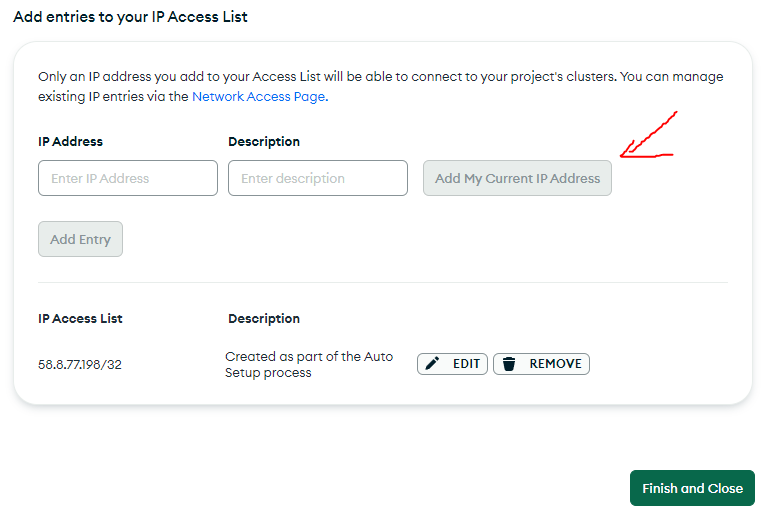 Add entries to your IP Access List
Only an IP address you add to your Access List will be able to connect to your project's clusters. You can manage
existing IP entries via the Network Access Page.
IP Address Description
Enter IP Address Enter description Add My Current IP Address
Add Entry
IP Access List Description
58.8.77.198/32 Created as part of the Auto
Setup process EDIT REMOVE
Finish and Close